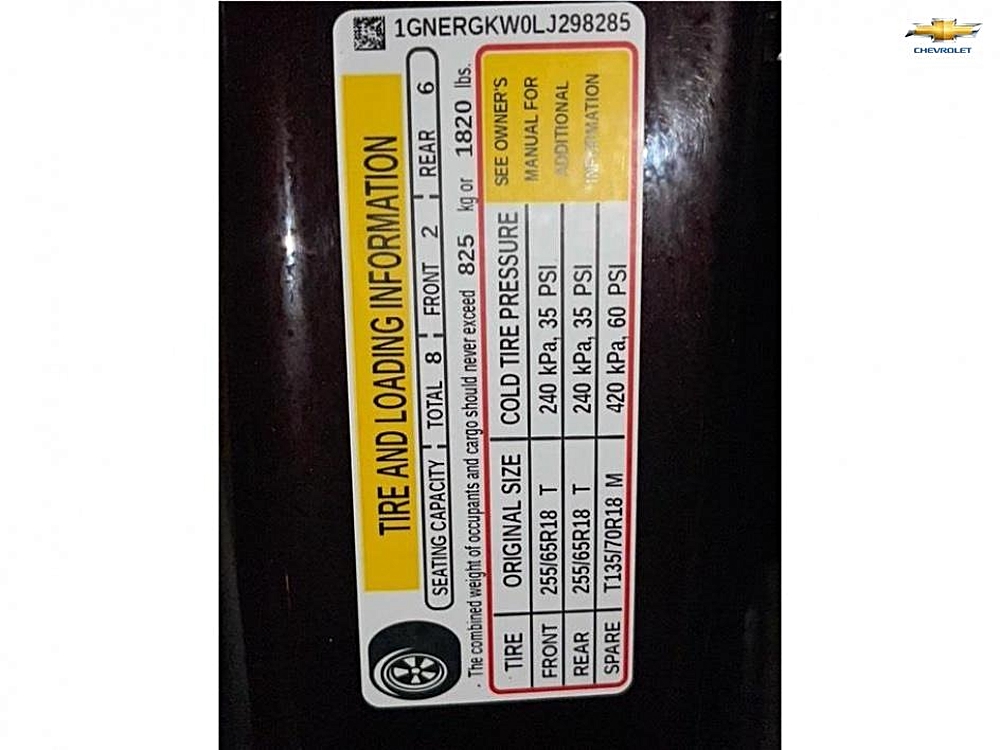 1GNERGKW0LJ298285
TIRE AND LOADING INFORMATION
SEATING CAPACITY TOTAL 8 FRONT 2 REAR 6
The combined weight of occupants and cargo should never exceed 825 kg or 1820 lbs.
TIRE ORIGINAL SIZE COLD TIRE PRESSURE
FRONT 255/65R18 T 240 kPa, 35 PSI
REAR 255/65R18 T 240 kPa, 35 PSI
SPARE T135/70R18 M 420 kPa, 60 PSI
SEE OWNER'S
MANUAL FOR
ADDITIONAL
INFORMATION
CHEVROLET